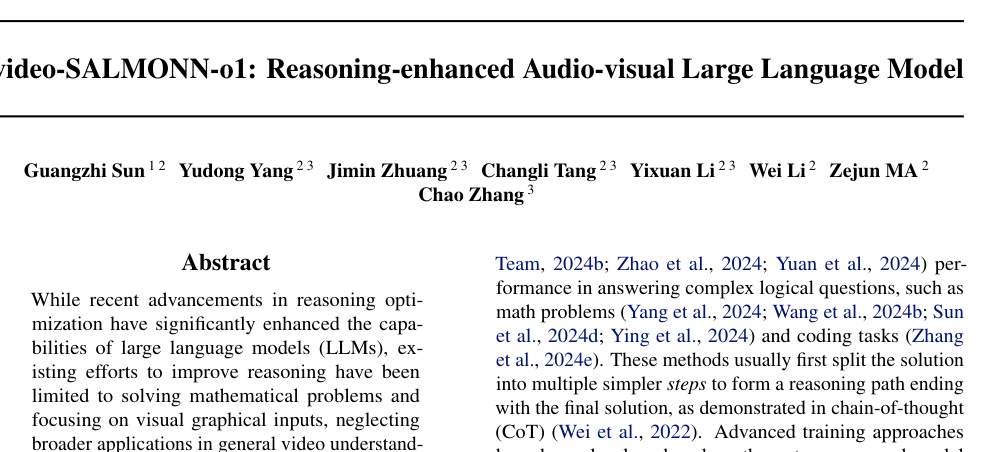 video-SALMONN-o1: Reasoning-enhanced Audio-visual Large Language Model
Guangzhi Sun 1 2 Yudong Yang 2 3 Jimin Zhuang 2 3 Changli Tang 2 3 Yixuan Li 2 3 Wei Li 2 Zejun MA 2
Chao Zhang 3
Abstract
While recent advancements in reasoning opti-
mization have significantly enhanced the capa-
bilities of large language models (LLMs), ex-
isting efforts to improve reasoning have been
limited to solving mathematical problems and
focusing on visual graphical inputs, neglecting
broader applications in general video understand-
Team, 2024b; Zhao et al., 2024; Yuan et al., 2024) per-
formance in answering complex logical questions, such as
math problems (Yang et al., 2024; Wang et al., 2024b; Sun
et al., 2024d; Ying et al., 2024) and coding tasks (Zhang
et al., 2024e). These methods usually first split the solution
into multiple simpler steps to form a reasoning path ending
with the final solution, as demonstrated in chain-of-thought
(CoT) (Wei et al., 2022). Advanced training approaches